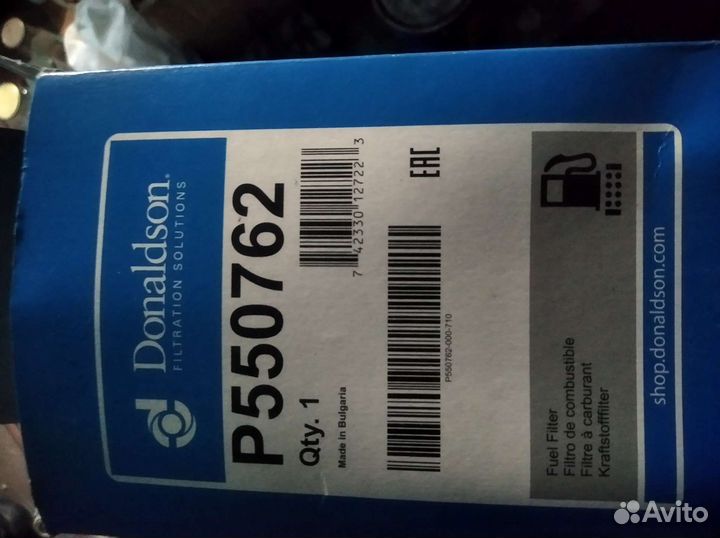 Donaldson®
FILTRATION SOLUTIONS
P550762
Qty. 1
Made in Bulgaria
7 42330 12722 3
P550762-000-710
EAC
Fuel Filter
Filtro de combustible
Filtre à carburant
Kraftstofffilter
shop.donaldson.com
Avito